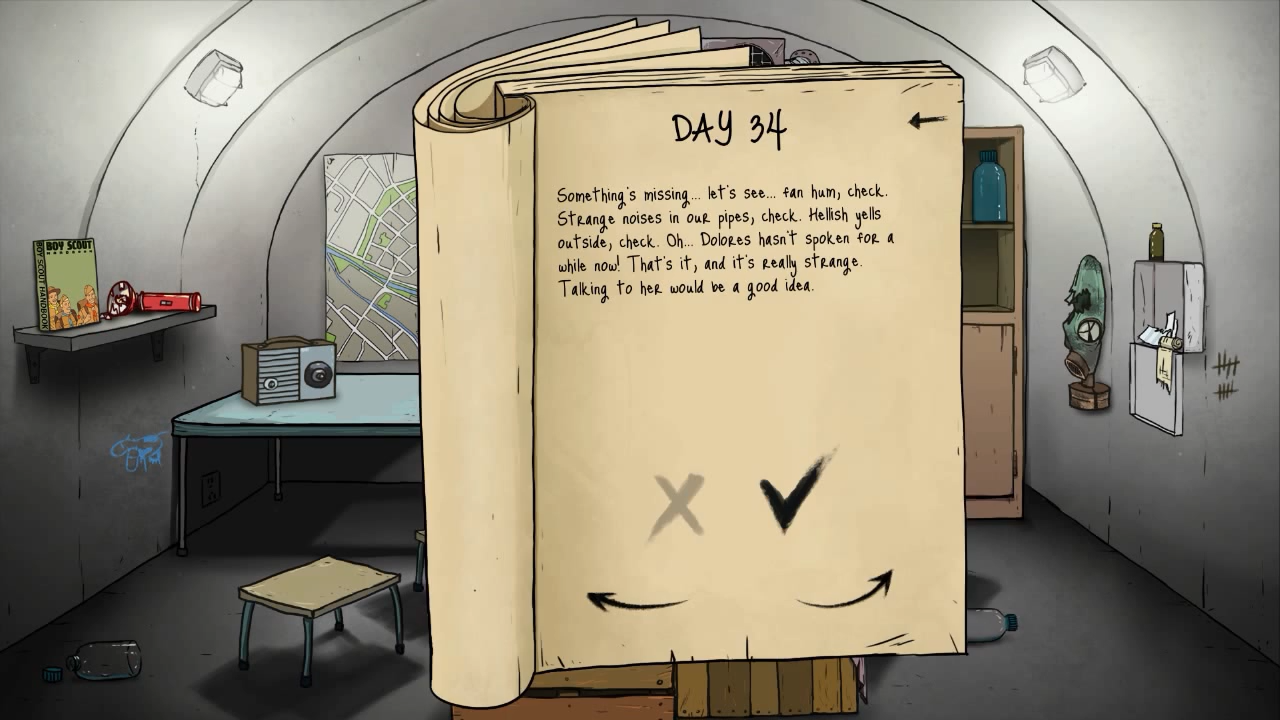 DAY 34
Something's missing... let's see... fan hum, check.
Strange noises in our pipes, check. Hellish yells
outside, check. Oh... Dolores hasn't spoken for a
while now! That's it, and it's really strange.
Talking to her would be a good idea.
BOY SCOUT
BOY SCOUT HANDBOOK